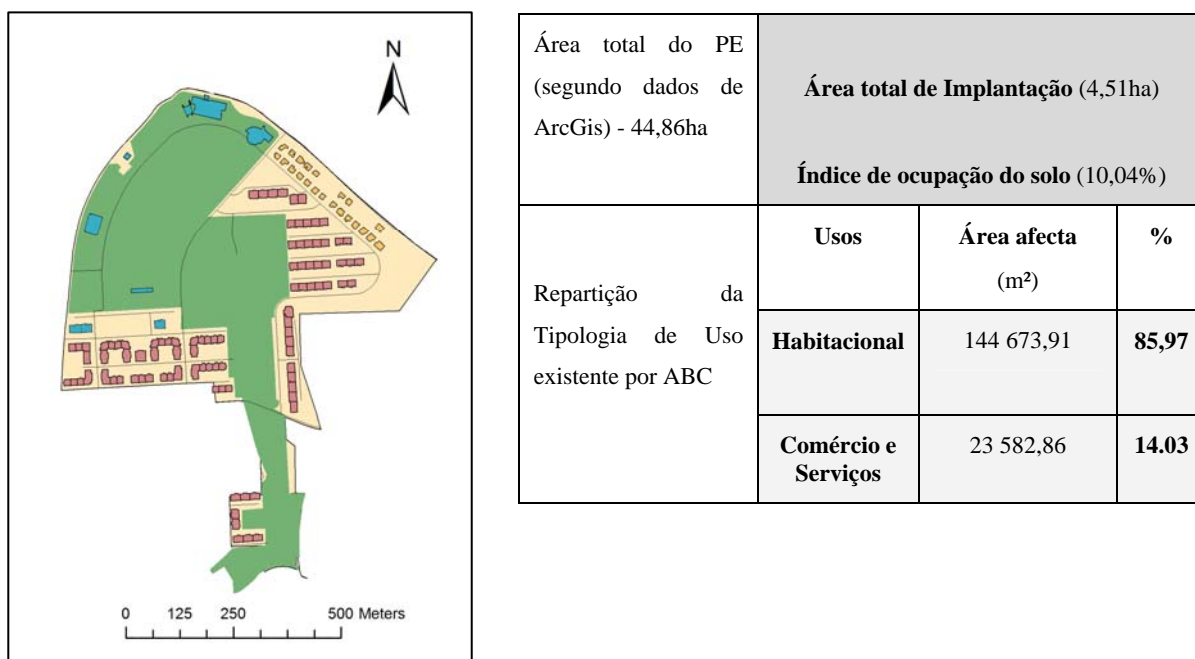 N
0 125 250 500 Meters
Área total do PE
(segundo dados de
ArcGis) - 44,86ha
Área total de Implantação (4,51ha)
Índice de ocupação do solo (10,04%)
Repartição da
Tipologia de Uso
existente por ABC
Usos
Área afecta
(m²)
%
Habitacional
144 673,91
85,97
Comércio e
Serviços
23 582,86
14.03